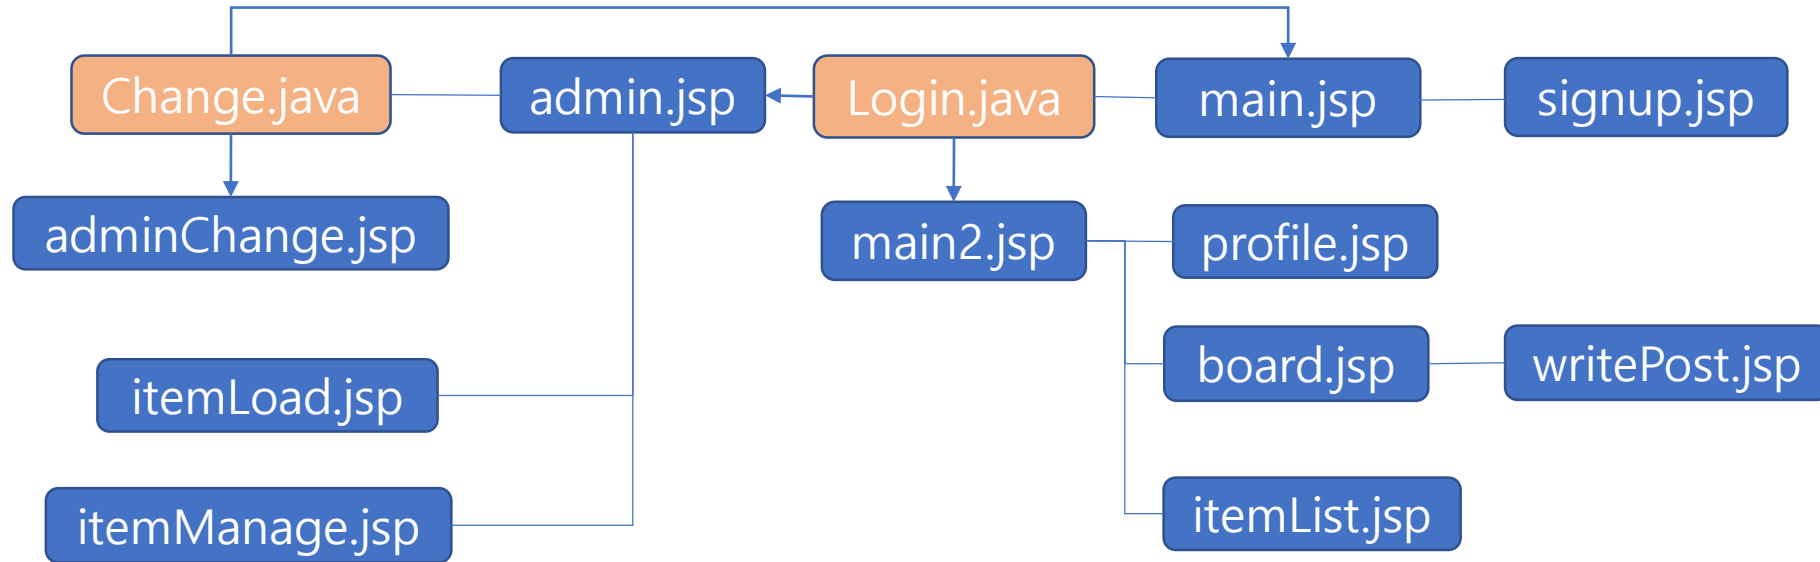 Change.java
admin.jsp
Login.java
main.jsp
signup.jsp
adminChange.jsp
main2.jsp
profile.jsp
itemLoad.jsp
board.jsp
writePost.jsp
itemManage.jsp
itemList.jsp